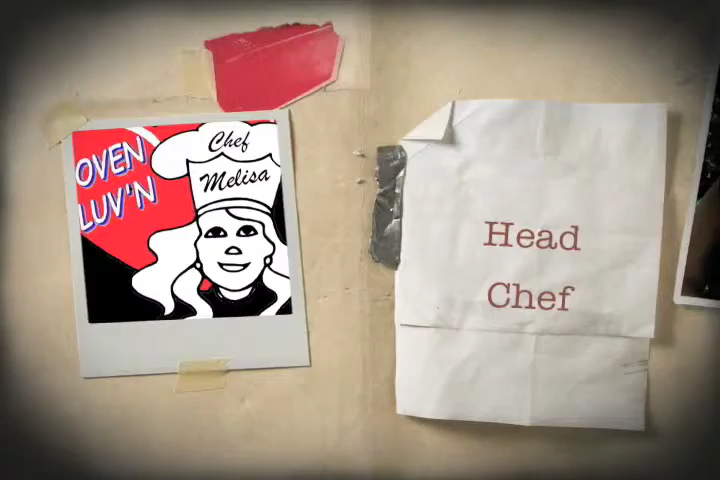 OVEN
LUV'N
Chef
Melisa
Head
Chef